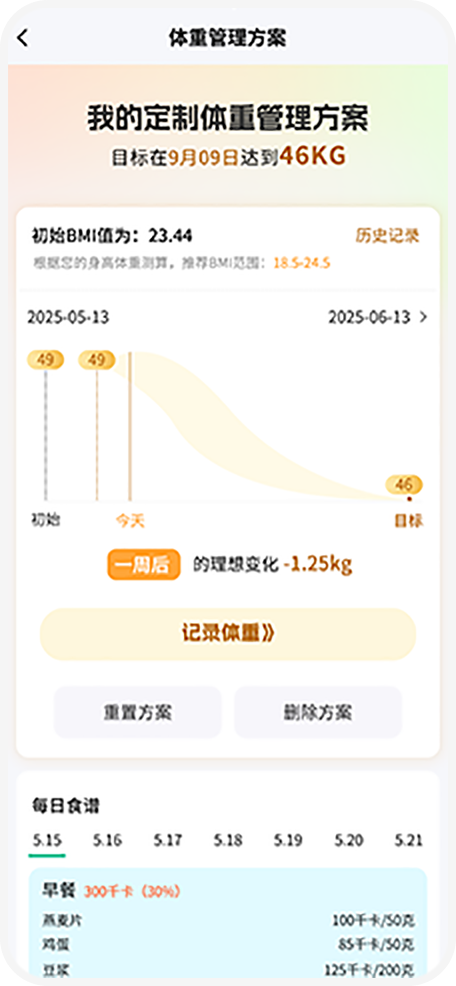 体重管理方案
我的定制体重管理方案
目标在9月09日达到46KG
初始BMI值为：23.44 历史记录
根据您的身高体重测算，推荐BMI范围：18.5-24.5
2025-05-13 2025-06-13
49 49
46
初始 今天 目标
一周后 的理想变化 -1.25kg
记录体重》
重置方案 删除方案
每日食谱
5.15 5.16 5.17 5.18 5.19 5.20 5.21
早餐 300千卡（30%）
燕麦片 100千卡/50克
鸡蛋 85千卡/50克
豆浆 125千卡/200克